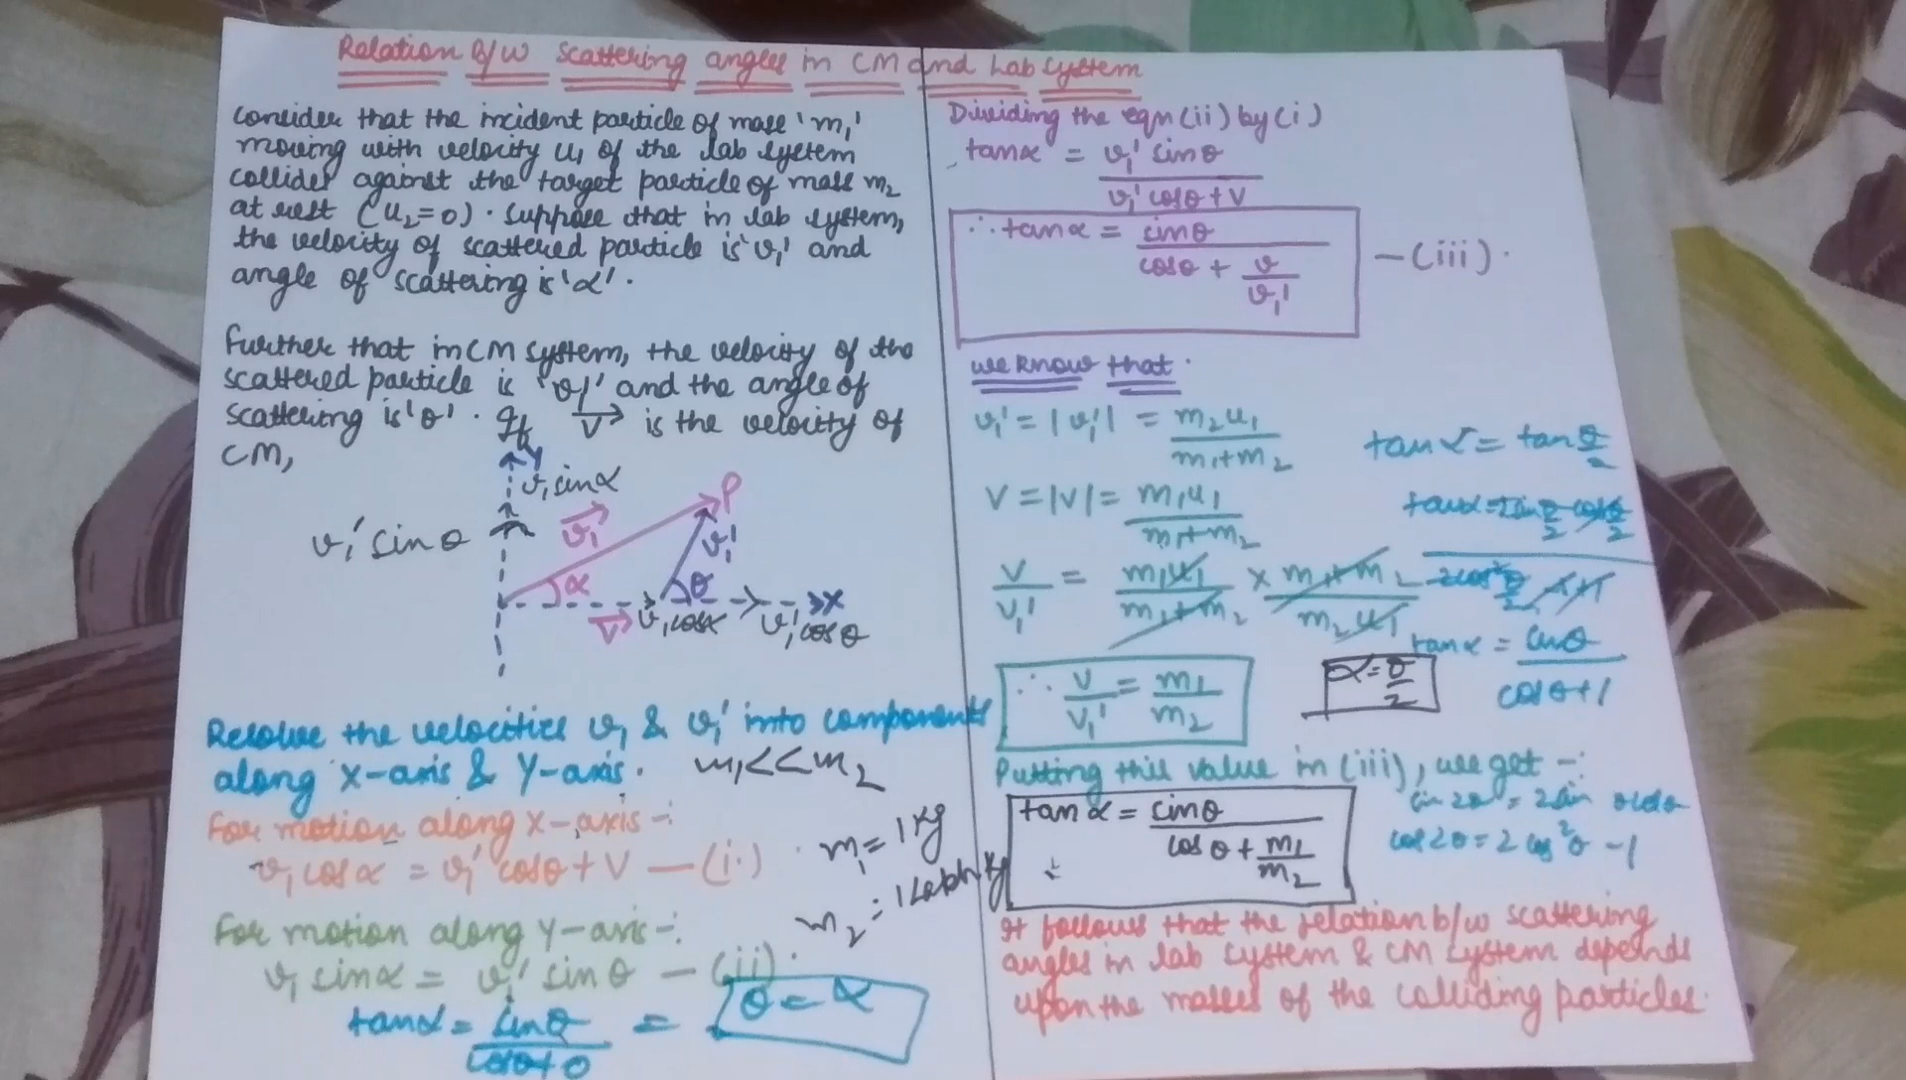 Relation b/w scattering angles in CM and Lab system
Consider that the incident particle of mass 'm₁'
moving with velocity u₁ of the lab system
collides against the target particle of mass m₂
at rest (u₂=0). Suppose that in lab system,
the velocity of scattered particle is 'v₁' and
angle of scattering is 'α'.
Further that in CM system, the velocity of the
scattered particle is 'v₁'' and the angle of
scattering is 'θ'. If V⃗ is the velocity of
CM,
Y
v₁sinα
P
v₁' sinθ
v⃗₁
v₁'
α
θ
X
V⃗
v₁cosα
v₁'cosθ
Resolve the velocities v₁ & v₁' into components
along X-axis & Y-axis.
m₁<<m₂
For motion along X-axis -:
v₁cosα = v₁'cosθ + V —(i)
m₁ = 1 Kg
m₂ = 1 Kg
For motion along Y-axis -:
v₁ sinα = v₁' sinθ —(ii)
tanα = sinθ / cosθ+0 = θ = α
Dividing the eqn (ii) by (i)
tanα = v₁' sinθ / v₁' cosθ + V
∴ tanα = sinθ / cosθ + v/v₁' —(iii)
we know that
v₁' = |v₁'| = m₂u₁ / m₁+m₂
V = |V| = m₁u₁ / m₁+m₂
V/v₁' = m₁u₁ / m₁+m₂ × m₁+m₂ / m₂u₁
∴ V/v₁' = m₁/m₂
tanα = tan θ/2
tanα = sinθ / cosθ+1
α = θ/2
Putting this value in (iii), we get -:
tanα = sinθ / cosθ + m₁/m₂
sin2θ = 2sinθcosθ
cos2θ = 2cos²θ -1
It follows that the relation b/w scattering
angles in lab system & CM system depends
upon the masses of the colliding particles.